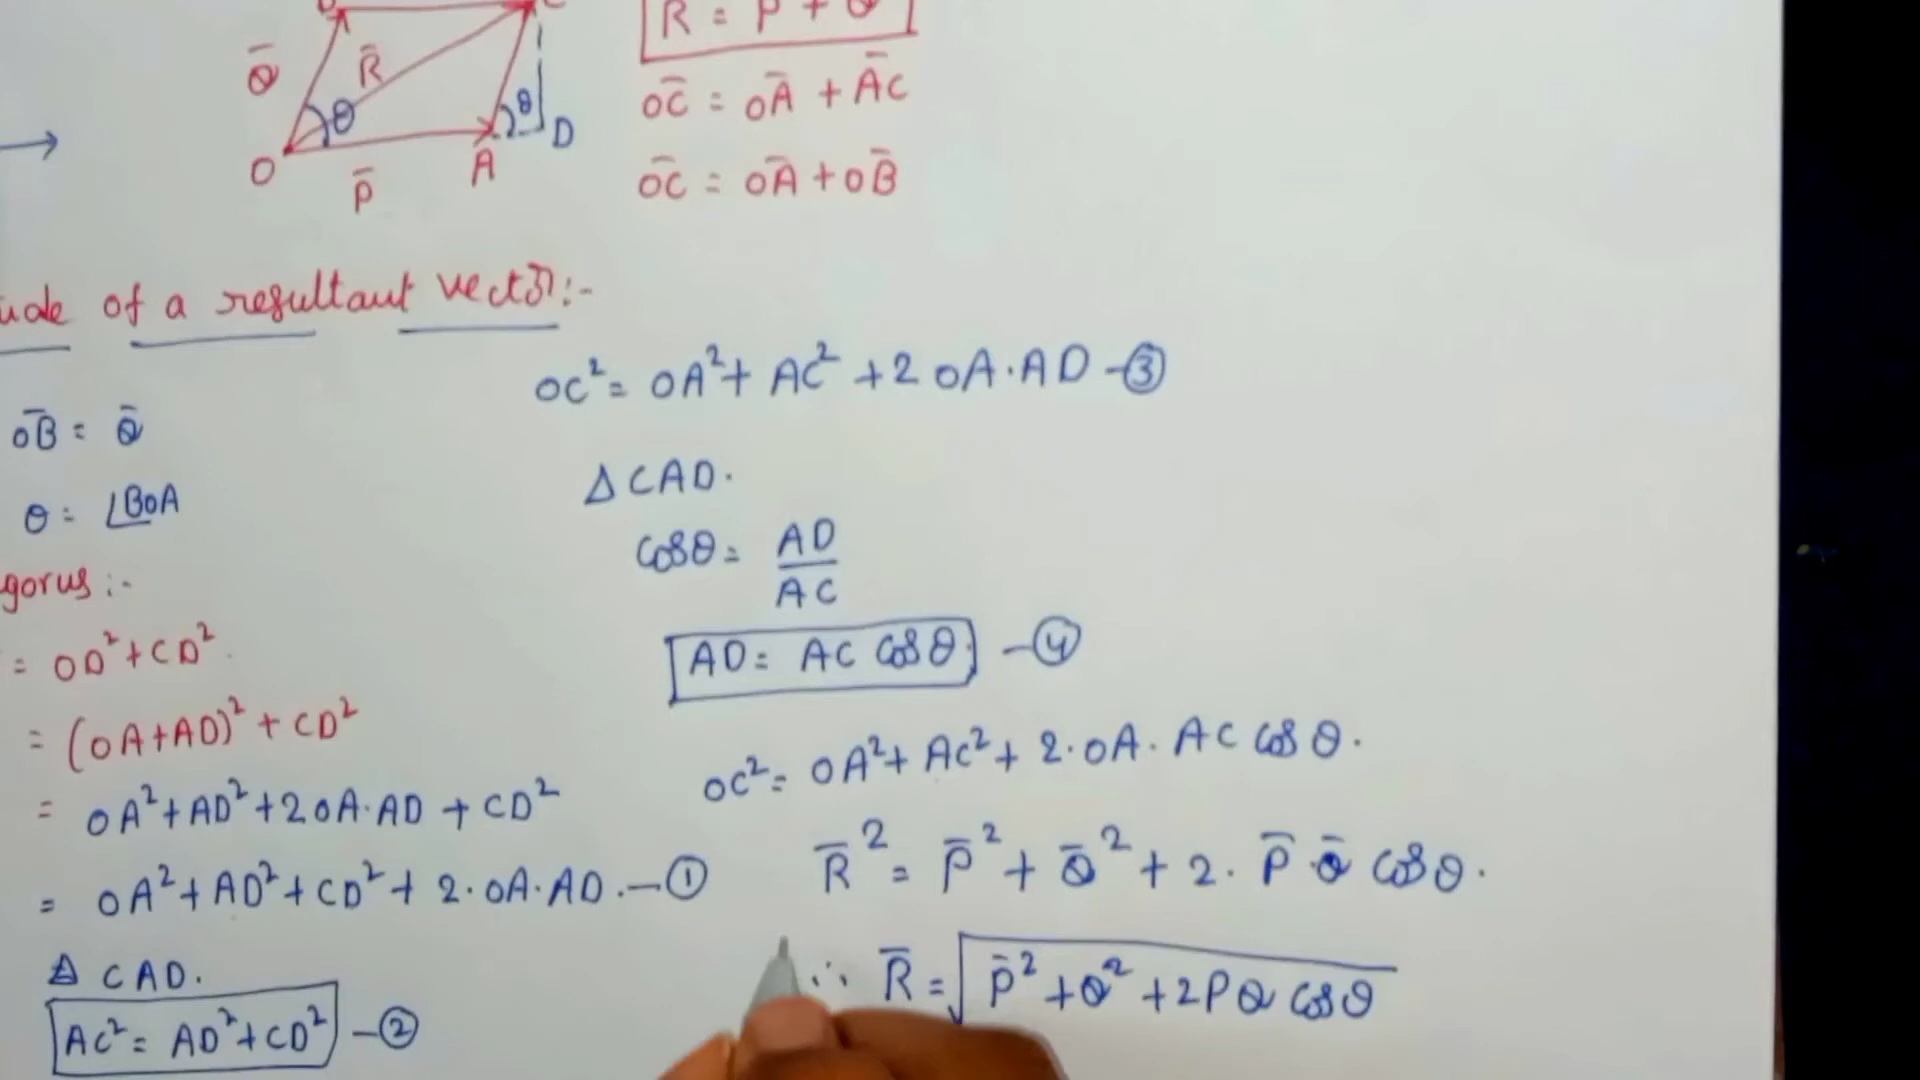 R̄ = P̄ + Q̄
Q̄
R̄
θ
θ
D
O
P̄
A
OC̄ = OĀ + ĀC
OC̄ = OĀ + OB̄
of a resultant vector:-
OB̄ = Q̄
θ = ∠BOA
= OD² + CD².
= (OA+AD)² + CD²
= OA² + AD² + 2OA·AD + CD²
= OA² + AD² + CD² + 2·OA·AD. — ①
Δ CAD.
AC² = AD² + CD² — ②
OC² = OA² + AC² + 2 OA·AD — ③
Δ CAD.
Cosθ = AD/AC
AD = AC Cosθ — ④
OC² = OA² + AC² + 2·OA·AC Cosθ.
R̄² = P̄² + Q̄² + 2. P̄·Q̄ Cosθ.
∴ R̄ = √P̄² + Q² + 2PQ Cosθ